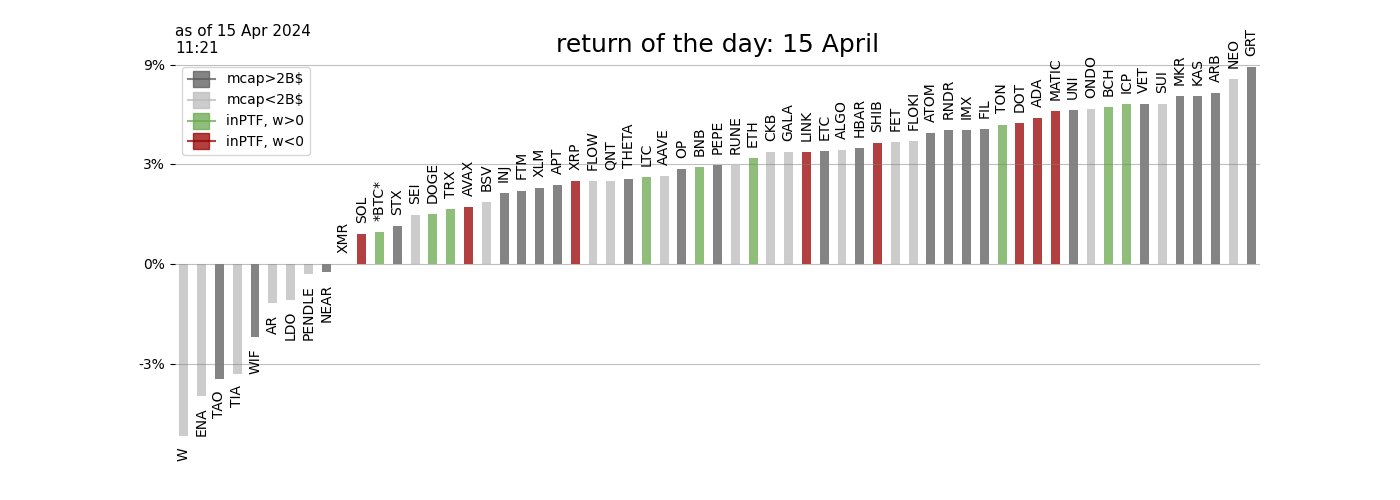 as of 15 Apr 2024
11:21
return of the day: 15 April
9%
3%
0%
-3%
mcap>2B$
mcap<2B$
inPTF, w>0
inPTF, w<0
W
ENA
TAO
TIA
WIF
AR
LDO
PENDLE
NEAR
XMR
SOL
*BTC*
STX
SEI
DOGE
TRX
AVAX
BSV
INJ
FTM
XLM
APT
XRP
FLOW
QNT
THETA
LTC
AAVE
OP
BNB
PEPE
RUNE
ETH
CKB
GALA
LINK
ETC
ALGO
HBAR
SHIB
FET
FLOKI
ATOM
RNDR
IMX
FIL
TON
DOT
ADA
MATIC
UNI
ONDO
BCH
ICP
VET
SUI
MKR
KAS
ARB
NEO
GRT